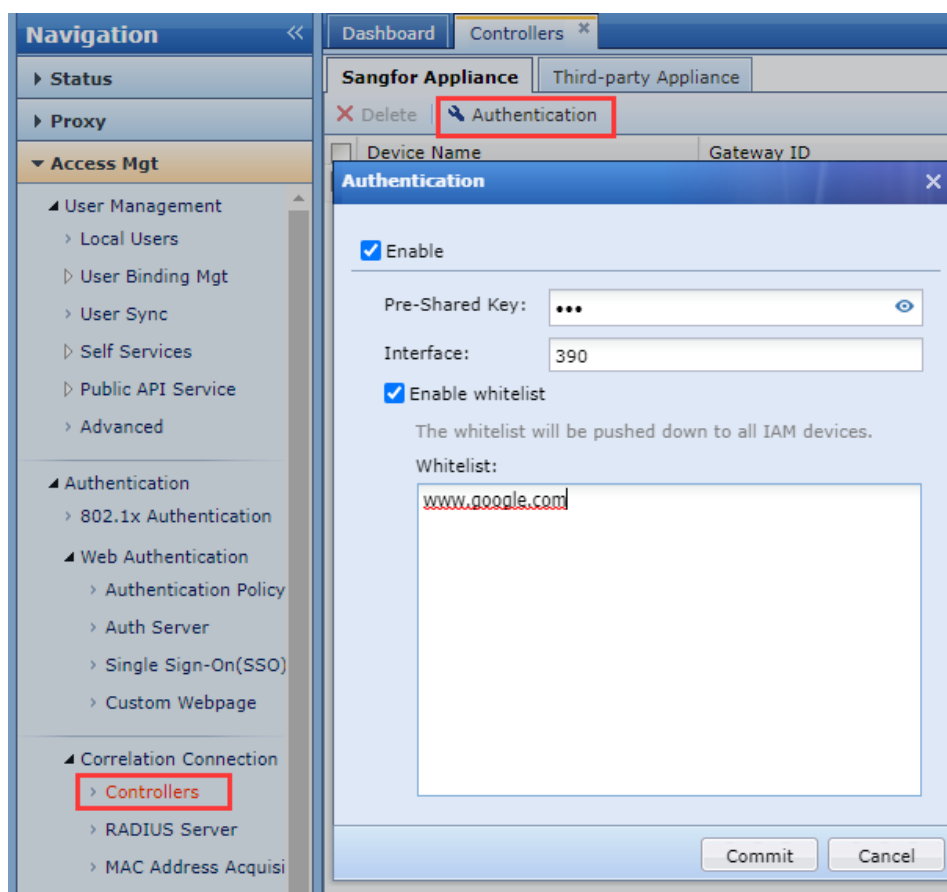 Navigation
Status
Proxy
Access Mgt
User Management
Local Users
User Binding Mgt
User Sync
Self Services
Public API Service
Advanced
Authentication
802.1x Authentication
Web Authentication
Authentication Policy
Auth Server
Single Sign-On(SSO)
Custom Webpage
Correlation Connection
Controllers
RADIUS Server
MAC Address Acquisi
Dashboard Controllers
Sangfor Appliance Third-party Appliance
Delete Authentication
Device Name Gateway ID
Authentication
Enable
Pre-Shared Key: •••
Interface: 390
Enable whitelist
The whitelist will be pushed down to all IAM devices.
Whitelist:
www.google.com
Commit Cancel